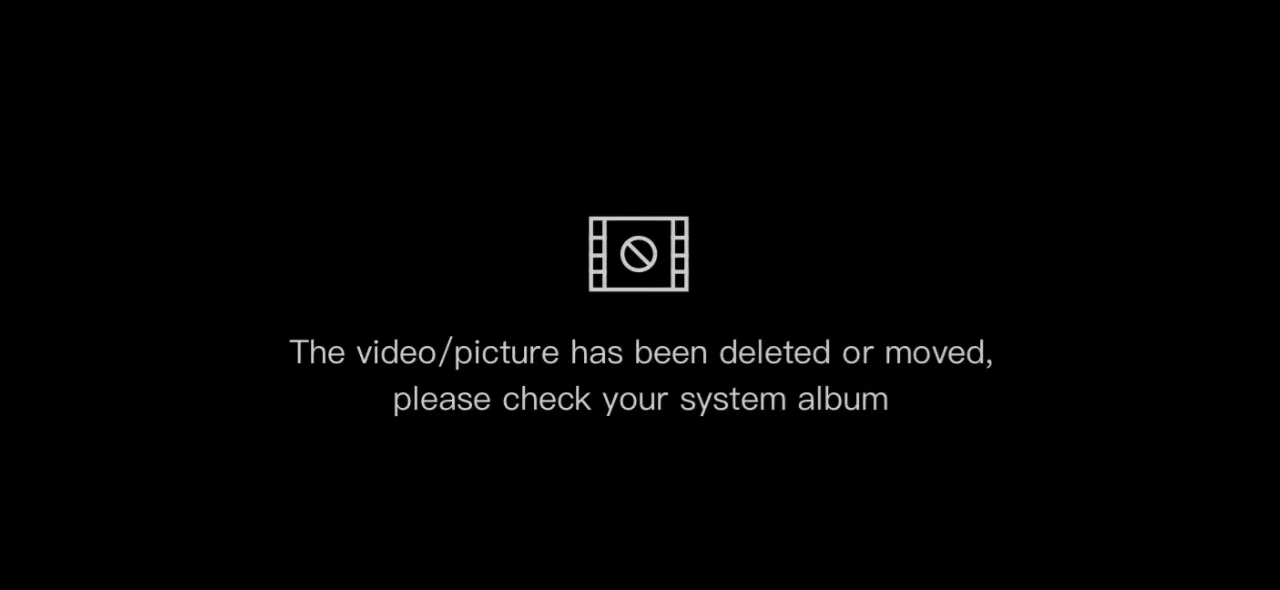 The video/picture has been deleted or moved,
please check your system album